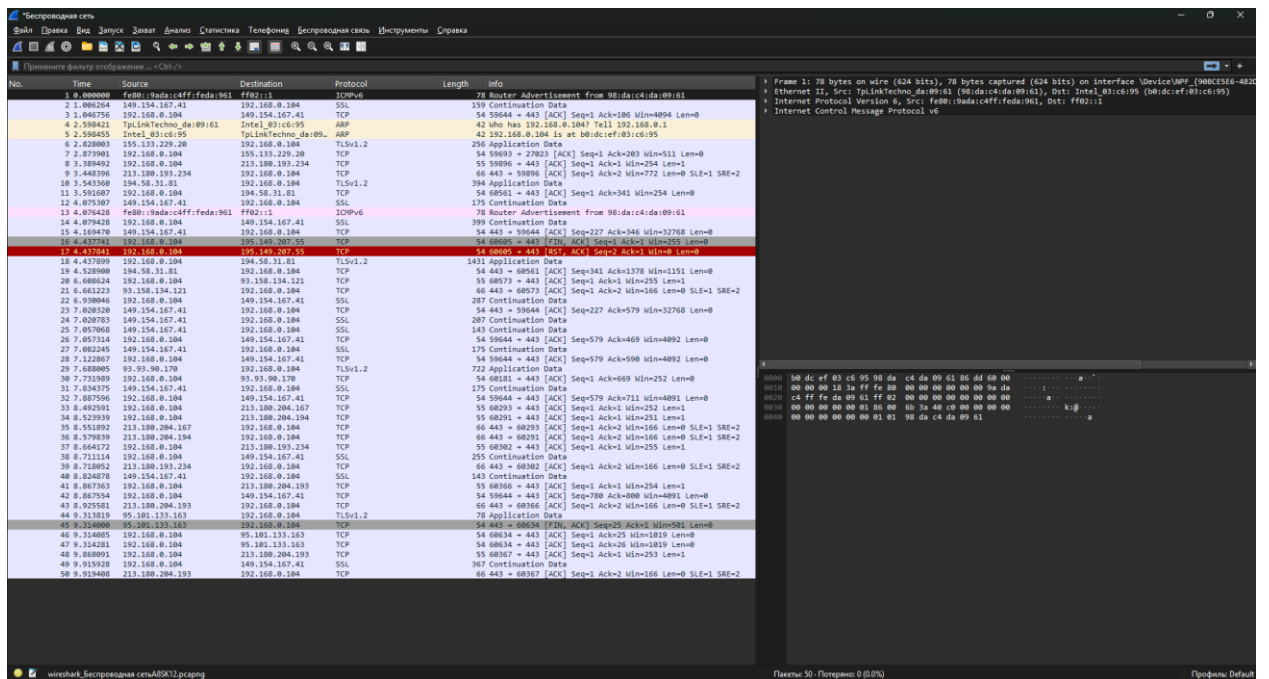 *Беспроводная сеть
Файл Правка Вид Запуск Захват Анализ Статистика Телефония Беспроводная связь Инструменты Справка
Примените фильтр отображения ... <Ctrl-/>
No. Time Source Destination Protocol Length Info
1 0.000000 fe80::9ada:c4ff:feda:961 ff02::1 ICMPv6 78 Router Advertisement from 98:da:c4:da:09:61
2 1.006264 149.154.167.41 192.168.0.104 SSL 159 Continuation Data
3 1.046756 192.168.0.104 149.154.167.41 TCP 54 59644 → 443 [ACK] Seq=1 Ack=106 Win=4094 Len=0
4 2.598421 TpLinkTechno_da:09:61 Intel_03:c6:95 ARP 42 Who has 192.168.0.104? Tell 192.168.0.1
5 2.598455 Intel_03:c6:95 TpLinkTechno_da:09… ARP 42 192.168.0.104 is at b0:dc:ef:03:c6:95
6 2.828003 155.133.229.20 192.168.0.104 TLSv1.2 256 Application Data
7 2.873901 192.168.0.104 155.133.229.20 TCP 54 59693 → 27023 [ACK] Seq=1 Ack=203 Win=511 Len=0
8 3.389492 192.168.0.104 213.180.193.234 TCP 55 59896 → 443 [ACK] Seq=1 Ack=1 Win=254 Len=1
9 3.448396 213.180.193.234 192.168.0.104 TCP 66 443 → 59896 [ACK] Seq=1 Ack=2 Win=772 Len=0 SLE=1 SRE=2
10 3.543360 194.58.31.81 192.168.0.104 TLSv1.2 394 Application Data
11 3.591607 192.168.0.104 194.58.31.81 TCP 54 60561 → 443 [ACK] Seq=1 Ack=341 Win=254 Len=0
12 4.075307 149.154.167.41 192.168.0.104 SSL 175 Continuation Data
13 4.076428 fe80::9ada:c4ff:feda:961 ff02::1 ICMPv6 78 Router Advertisement from 98:da:c4:da:09:61
14 4.079428 192.168.0.104 149.154.167.41 SSL 399 Continuation Data
15 4.169470 149.154.167.41 192.168.0.104 TCP 54 443 → 59644 [ACK] Seq=227 Ack=346 Win=32768 Len=0
16 4.437741 192.168.0.104 195.149.207.55 TCP 54 60605 → 443 [FIN, ACK] Seq=1 Ack=1 Win=255 Len=0
17 4.437841 192.168.0.104 195.149.207.55 TCP 54 60605 → 443 [RST, ACK] Seq=2 Ack=1 Win=0 Len=0
18 4.437899 192.168.0.104 194.58.31.81 TLSv1.2 1431 Application Data
19 4.528900 194.58.31.81 192.168.0.104 TCP 54 443 → 60561 [ACK] Seq=341 Ack=1378 Win=1151 Len=0
20 6.608624 192.168.0.104 93.158.134.121 TCP 55 60573 → 443 [ACK] Seq=1 Ack=1 Win=255 Len=1
21 6.661223 93.158.134.121 192.168.0.104 TCP 66 443 → 60573 [ACK] Seq=1 Ack=2 Win=166 Len=0 SLE=1 SRE=2
22 6.930046 192.168.0.104 149.154.167.41 SSL 287 Continuation Data
23 7.020320 149.154.167.41 192.168.0.104 TCP 54 443 → 59644 [ACK] Seq=227 Ack=579 Win=32768 Len=0
24 7.020783 149.154.167.41 192.168.0.104 SSL 207 Continuation Data
25 7.057068 149.154.167.41 192.168.0.104 SSL 143 Continuation Data
26 7.057314 192.168.0.104 149.154.167.41 TCP 54 59644 → 443 [ACK] Seq=579 Ack=469 Win=4092 Len=0
27 7.082245 149.154.167.41 192.168.0.104 SSL 175 Continuation Data
28 7.122867 192.168.0.104 149.154.167.41 TCP 54 59644 → 443 [ACK] Seq=579 Ack=590 Win=4092 Len=0
29 7.688005 93.93.90.170 192.168.0.104 TLSv1.2 722 Application Data
30 7.731989 192.168.0.104 93.93.90.170 TCP 54 60181 → 443 [ACK] Seq=1 Ack=669 Win=252 Len=0
31 7.834375 149.154.167.41 192.168.0.104 SSL 175 Continuation Data
32 7.887596 192.168.0.104 149.154.167.41 TCP 54 59644 → 443 [ACK] Seq=579 Ack=711 Win=4091 Len=0
33 8.492591 192.168.0.104 213.180.204.167 TCP 55 60293 → 443 [ACK] Seq=1 Ack=1 Win=252 Len=1
34 8.523939 192.168.0.104 213.180.204.194 TCP 55 60291 → 443 [ACK] Seq=1 Ack=1 Win=251 Len=1
35 8.551892 213.180.204.167 192.168.0.104 TCP 66 443 → 60293 [ACK] Seq=1 Ack=2 Win=166 Len=0 SLE=1 SRE=2
36 8.579839 213.180.204.194 192.168.0.104 TCP 66 443 → 60291 [ACK] Seq=1 Ack=2 Win=166 Len=0 SLE=1 SRE=2
37 8.664172 192.168.0.104 213.180.193.234 TCP 55 60302 → 443 [ACK] Seq=1 Ack=1 Win=255 Len=1
38 8.711114 192.168.0.104 149.154.167.41 SSL 255 Continuation Data
39 8.718052 213.180.193.234 192.168.0.104 TCP 66 443 → 60302 [ACK] Seq=1 Ack=2 Win=166 Len=0 SLE=1 SRE=2
40 8.824878 149.154.167.41 192.168.0.104 SSL 143 Continuation Data
41 8.867363 192.168.0.104 213.180.204.193 TCP 55 60366 → 443 [ACK] Seq=1 Ack=1 Win=254 Len=1
42 8.867554 192.168.0.104 149.154.167.41 TCP 54 59644 → 443 [ACK] Seq=780 Ack=800 Win=4091 Len=0
43 8.925581 213.180.204.193 192.168.0.104 TCP 66 443 → 60366 [ACK] Seq=1 Ack=2 Win=166 Len=0 SLE=1 SRE=2
44 9.313819 95.101.133.163 192.168.0.104 TLSv1.2 78 Application Data
45 9.314000 95.101.133.163 192.168.0.104 TCP 54 443 → 60634 [FIN, ACK] Seq=25 Ack=1 Win=501 Len=0
46 9.314085 192.168.0.104 95.101.133.163 TCP 54 60634 → 443 [ACK] Seq=1 Ack=25 Win=1019 Len=0
47 9.314281 192.168.0.104 95.101.133.163 TCP 54 60634 → 443 [ACK] Seq=1 Ack=26 Win=1019 Len=0
48 9.868091 192.168.0.104 213.180.204.193 TCP 55 60367 → 443 [ACK] Seq=1 Ack=1 Win=253 Len=1
49 9.915928 192.168.0.104 149.154.167.41 SSL 367 Continuation Data
50 9.919408 213.180.204.193 192.168.0.104 TCP 66 443 → 60367 [ACK] Seq=1 Ack=2 Win=166 Len=0 SLE=1 SRE=2
Frame 1: 78 bytes on wire (624 bits), 78 bytes captured (624 bits) on interface \Device\NPF_{90BCE5E6-482D
Ethernet II, Src: TpLinkTechno_da:09:61 (98:da:c4:da:09:61), Dst: Intel_03:c6:95 (b0:dc:ef:03:c6:95)
Internet Protocol Version 6, Src: fe80::9ada:c4ff:feda:961, Dst: ff02::1
Internet Control Message Protocol v6
0000 b0 dc ef 03 c6 95 98 da c4 da 09 61 86 dd 60 00 ········ ···a··`·
0010 00 00 00 18 3a ff fe 80 00 00 00 00 00 00 9a da ····:··· ········
0020 c4 ff fe da 09 61 ff 02 00 00 00 00 00 00 00 00 ·····a·· ········
0030 00 00 00 00 00 01 86 00 6b 3a 40 c0 00 00 00 00 ········ k:@·····
0040 00 00 00 00 00 00 01 01 98 da c4 da 09 61 ········ ·····a
wireshark_Беспроводная сетьA8SK12.pcapng
Пакеты: 50 · Потеряно: 0 (0.0%)
Профиль: Default